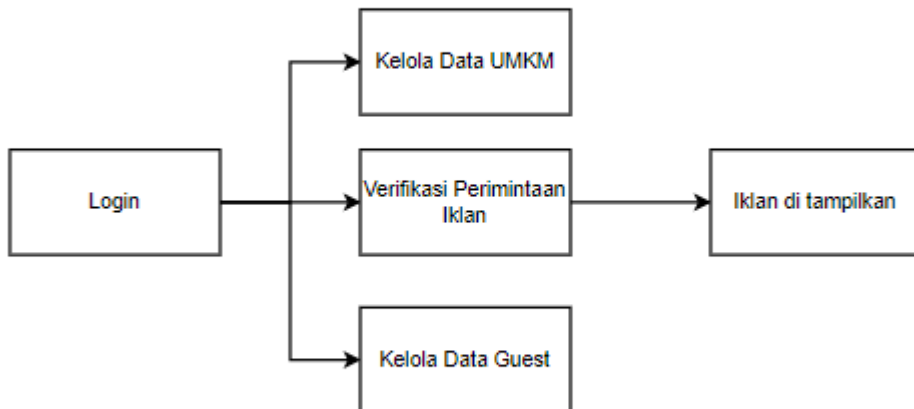 Kelola Data UMKM
Login
Verifikasi Perimintaan
Iklan
Iklan di tampilkan
Kelola Data Guest